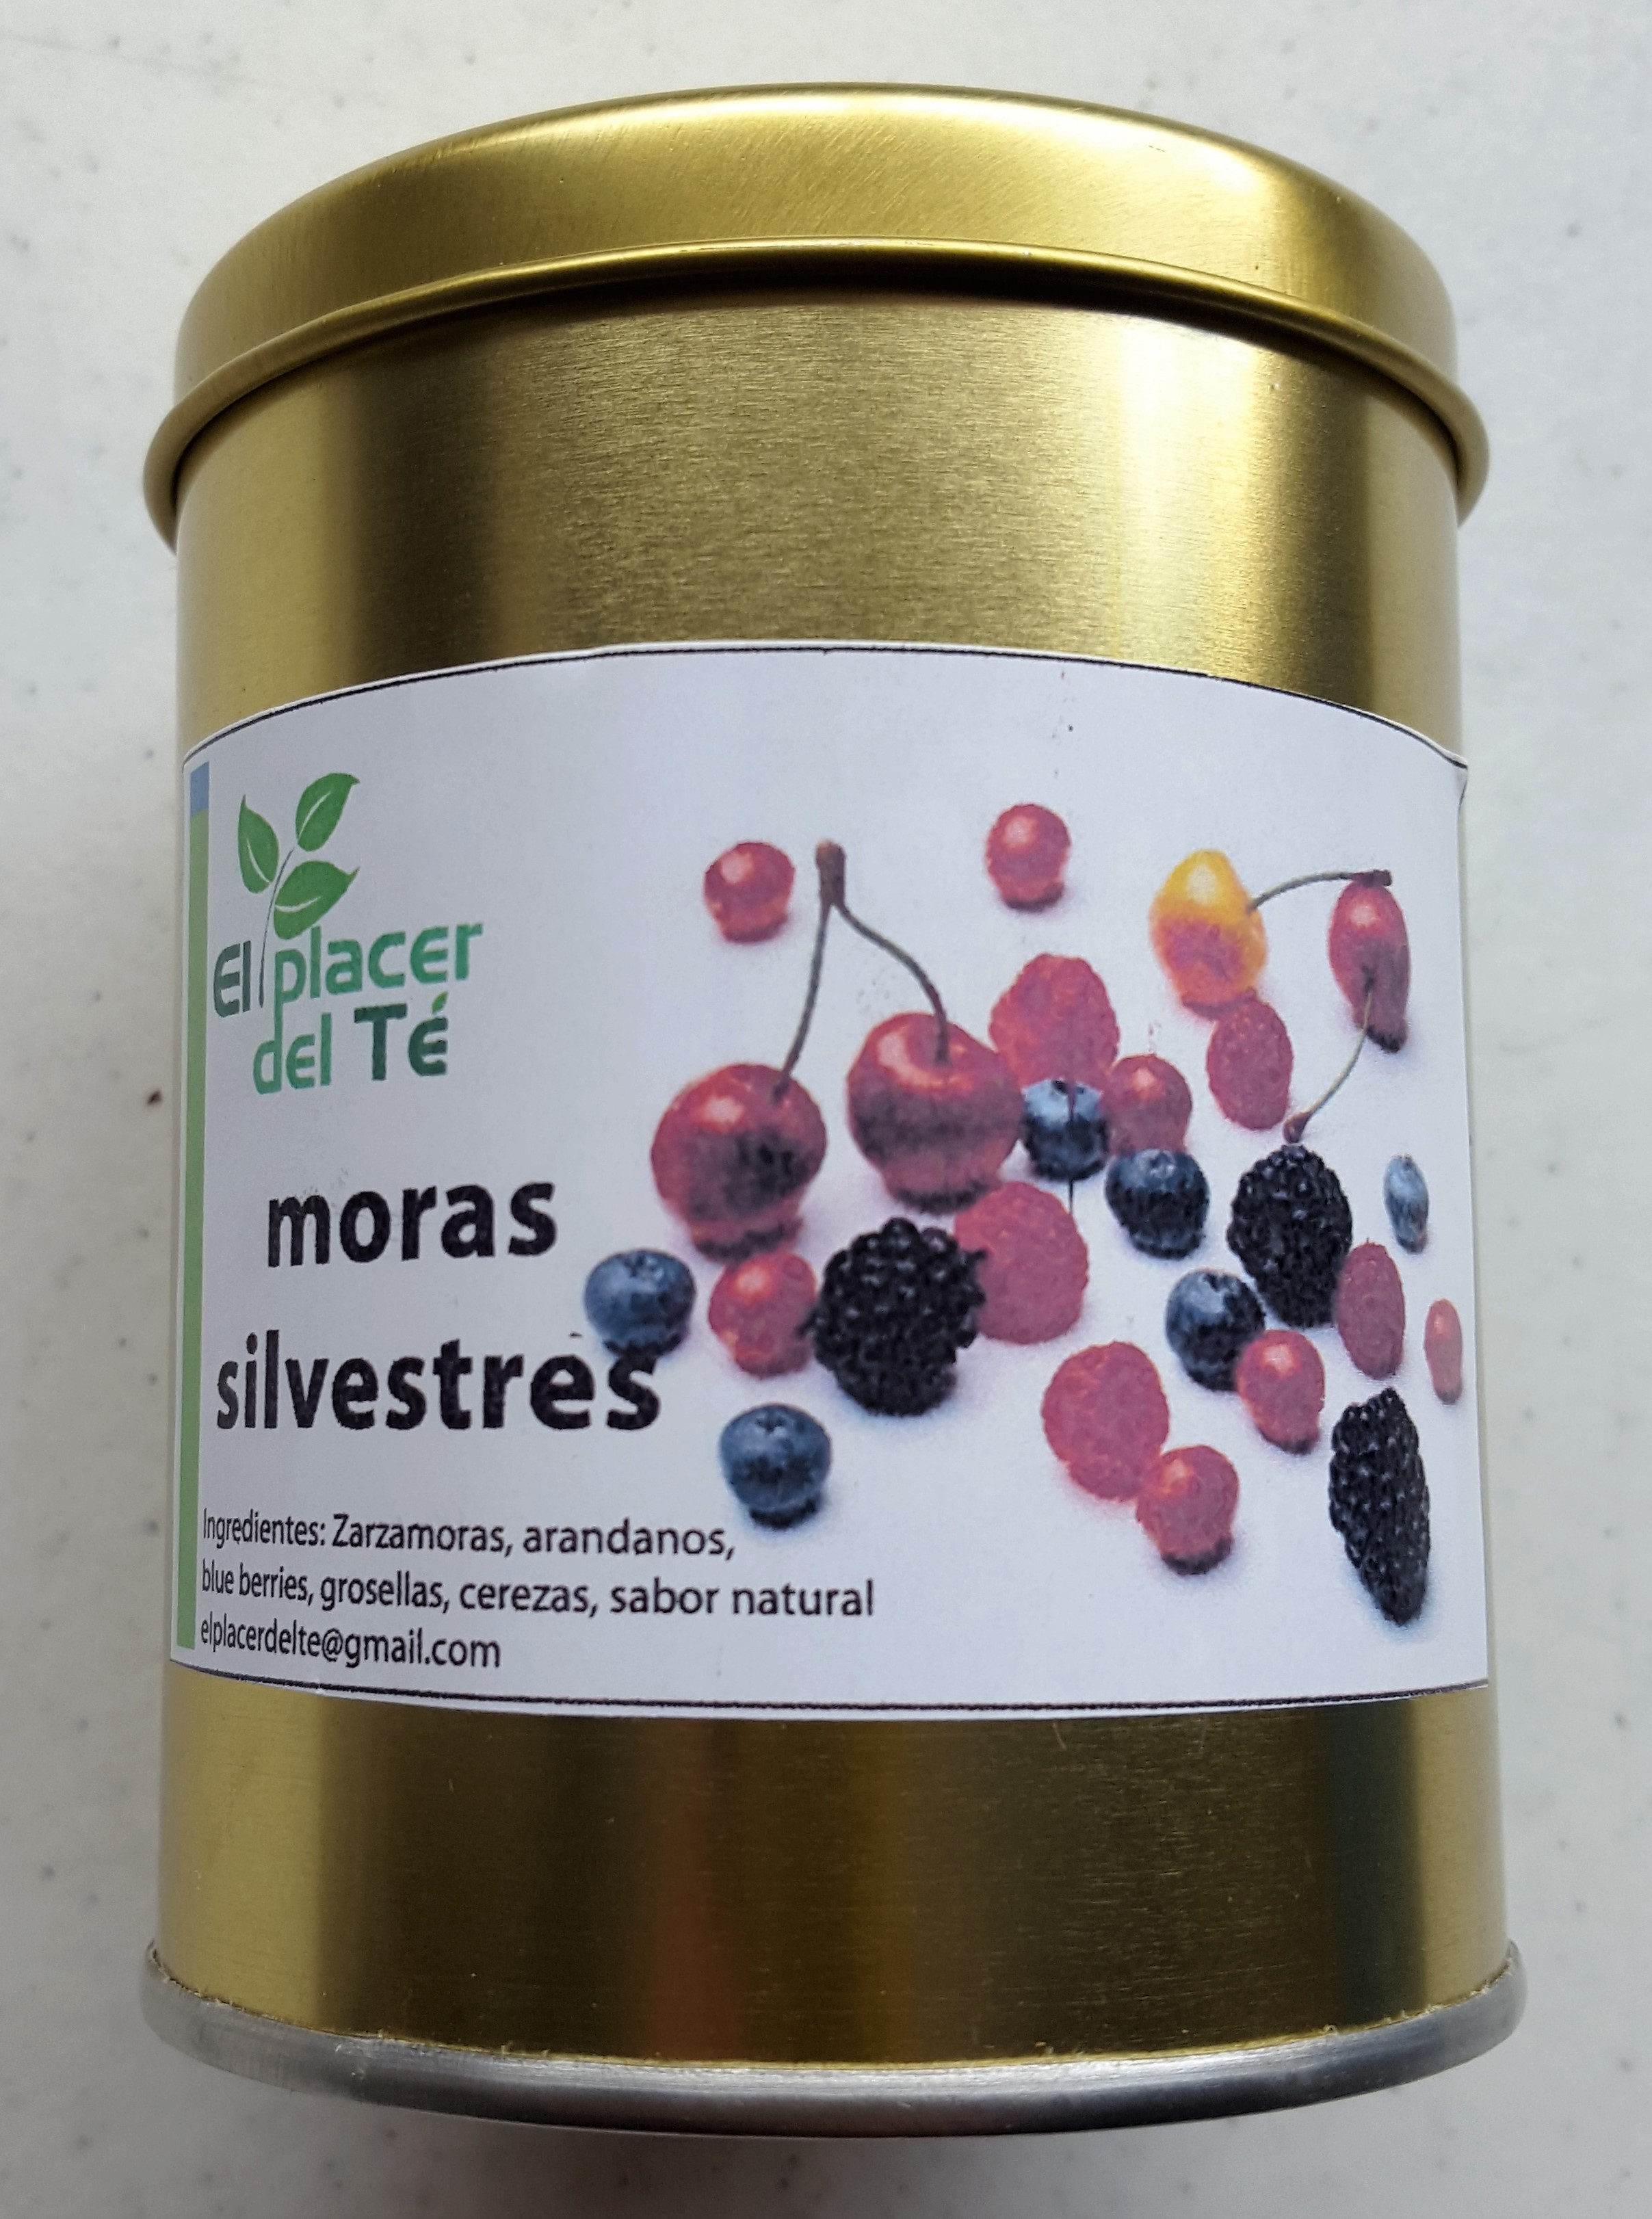 El placer
del Té
moras
silvestres
Ingredientes: Zarzamoras, arandanos,
blue berries, grosellas, cerezas, sabor natural
elplacerdelte@gmail.com